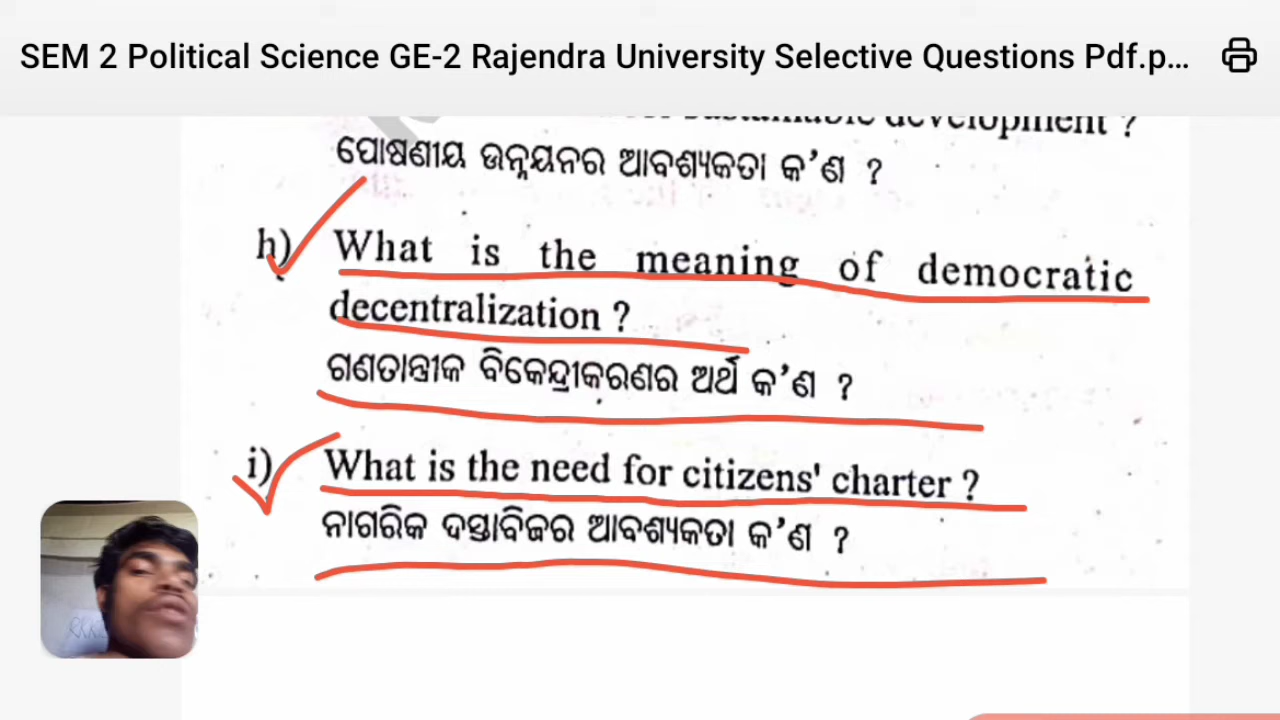 SEM 2 Political Science GE-2 Rajendra University Selective Questions Pdf.p...
sustainable development ?
ପୋଷଣୀୟ ଉନ୍ନୟନର ଆବଶ୍ୟକତା କ'ଣ ?
h) What is the meaning of democratic
decentralization ?
ଗଣତାନ୍ତ୍ରୀକ ବିକେନ୍ଦ୍ରୀକରଣର ଅର୍ଥ କ'ଣ ?
i) What is the need for citizens' charter ?
ନାଗରିକ ଦସ୍ତାବିଜର ଆବଶ୍ୟକତା କ'ଣ ?